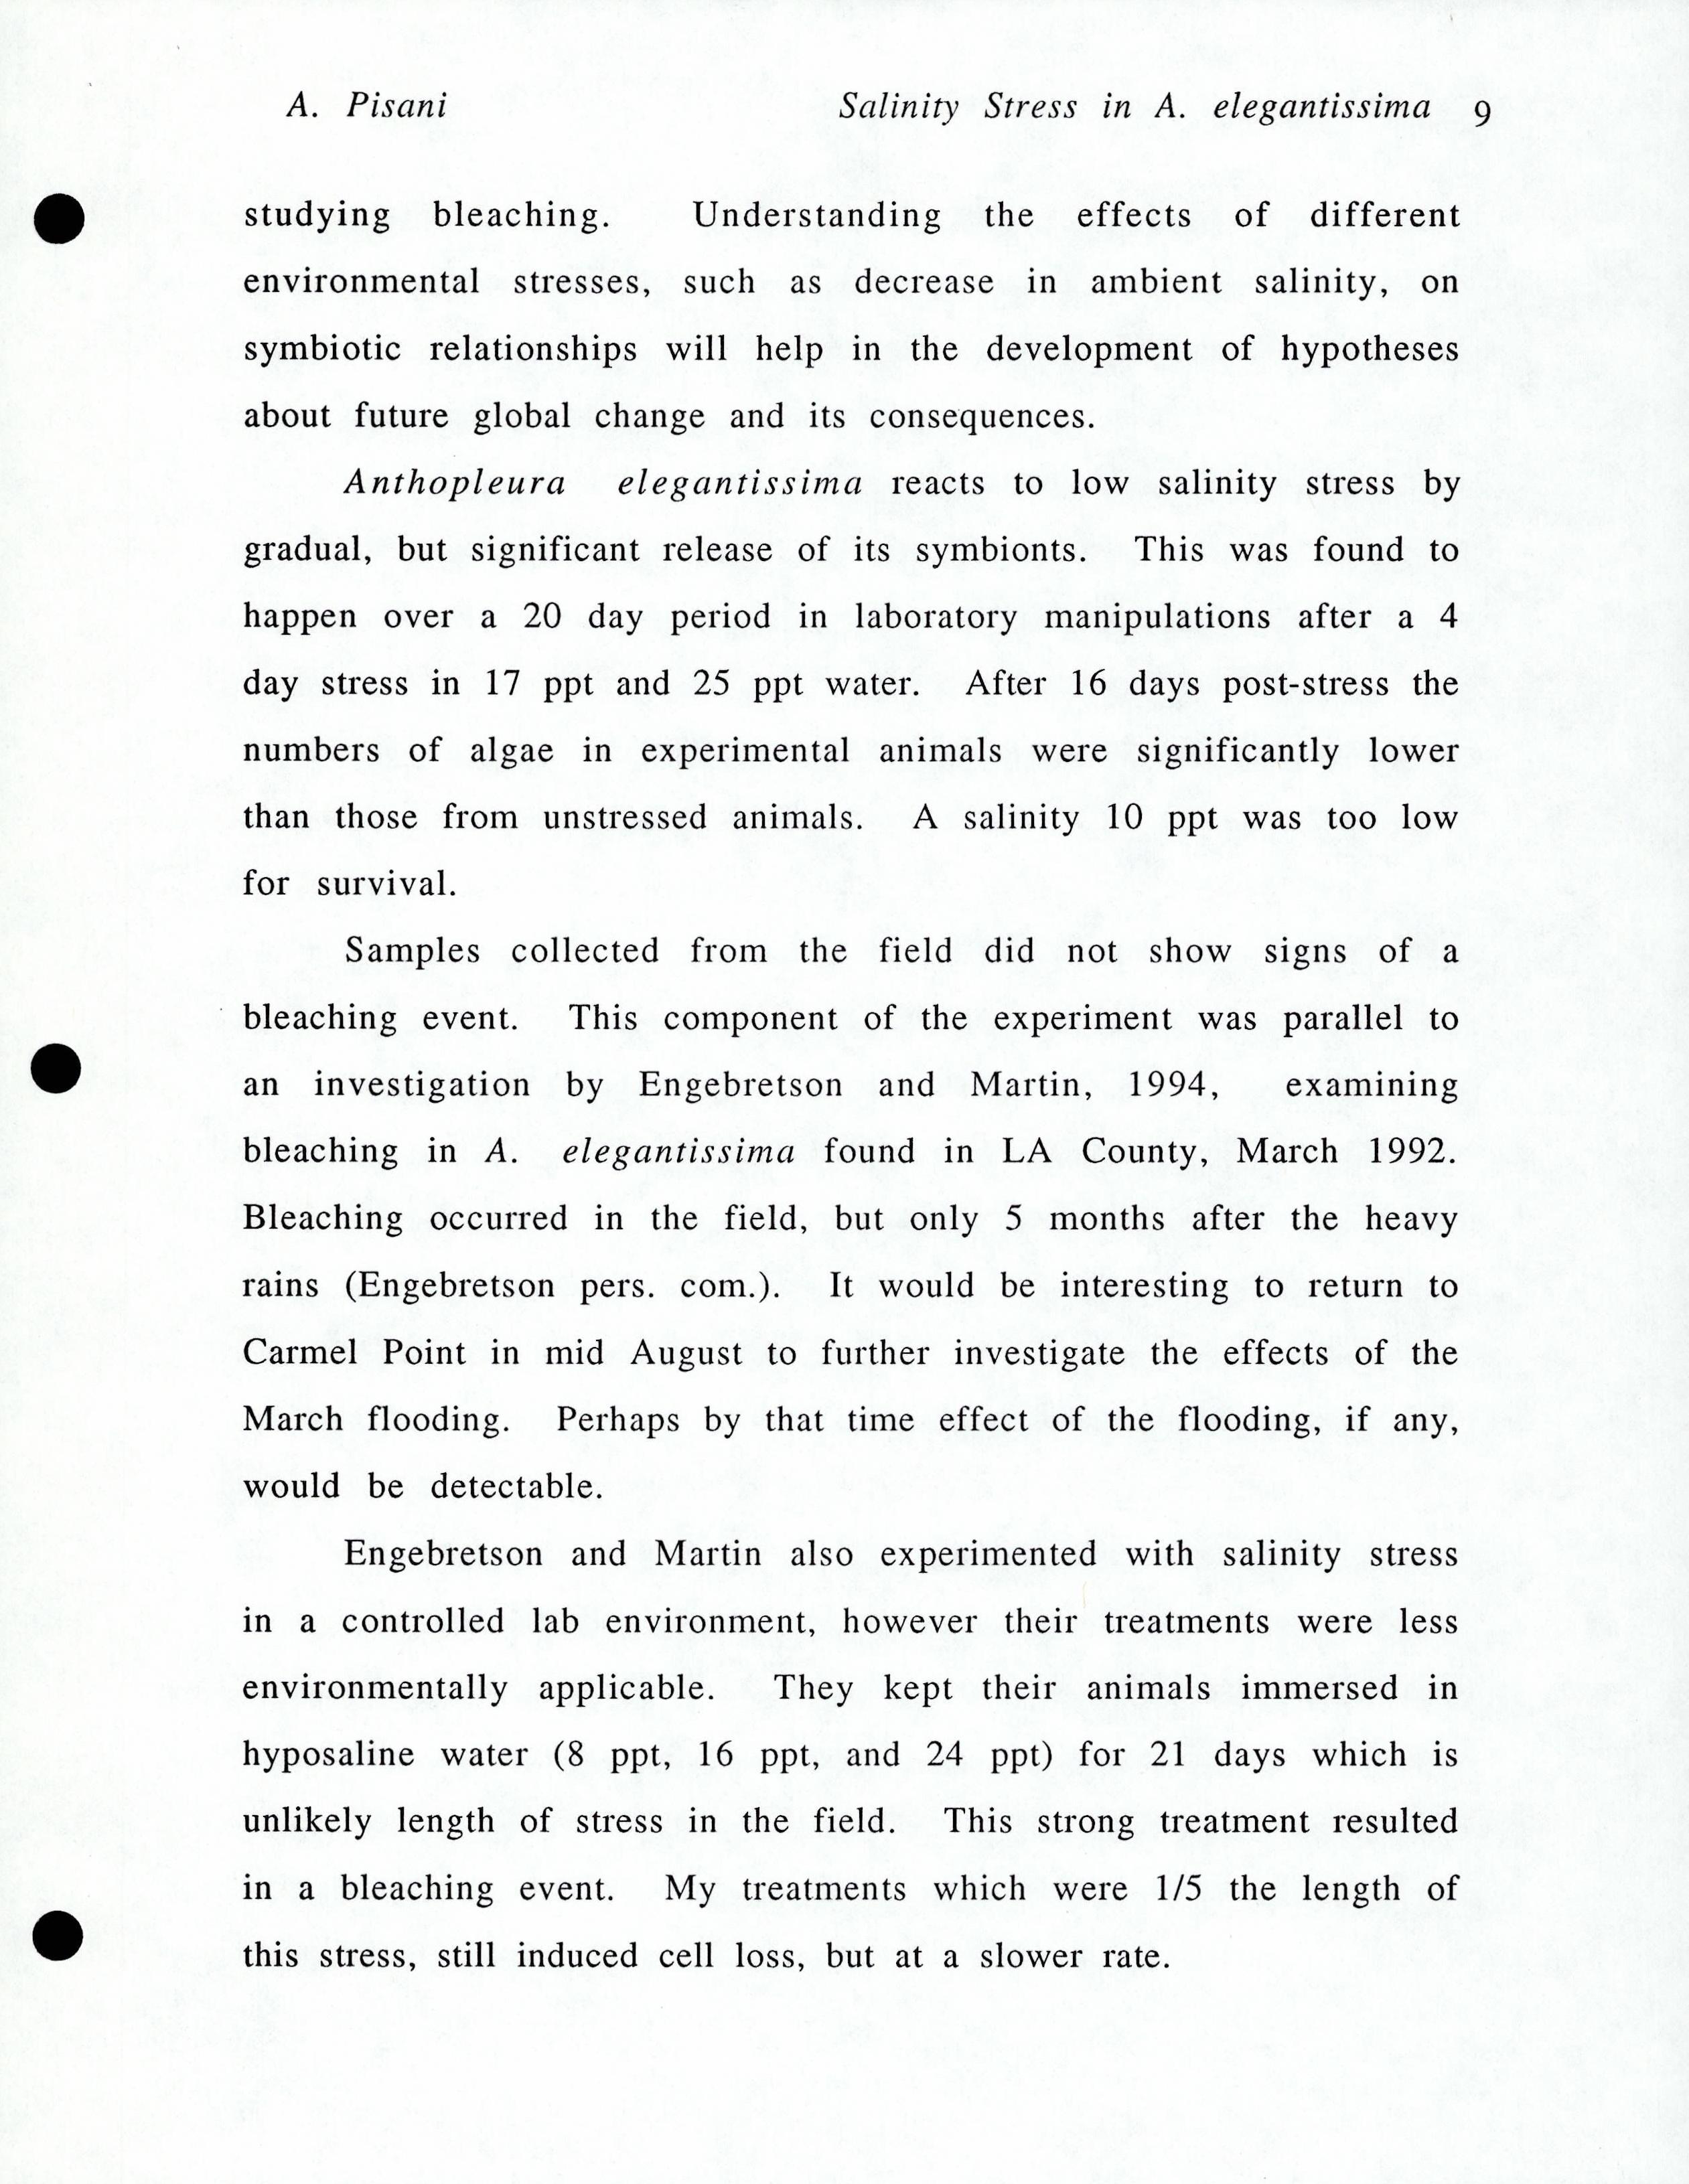 A. Pisani Salinity Stress in A. elegantissima 9
studying bleaching. Understanding the effects of different
environmental stresses, such as decrease in ambient salinity, on
symbiotic relationships will help in the development of hypotheses
about future global change and its consequences.
Anthopleura elegantissima reacts to low salinity stress by
gradual, but significant release of its symbionts. This was found to
happen over a 20 day period in laboratory manipulations after a 4
day stress in 17 ppt and 25 ppt water. After 16 days post-stress the
numbers of algae in experimental animals were significantly lower
than those from unstressed animals. A salinity 10 ppt was too low
for survival.
Samples collected from the field did not show signs of a
bleaching event. This component of the experiment was parallel to
an investigation by Engebretson and Martin, 1994, examining
bleaching in A. elegantissima found in LA County, March 1992.
Bleaching occurred in the field, but only 5 months after the heavy
rains (Engebretson pers. com.). It would be interesting to return to
Carmel Point in mid August to further investigate the effects of the
March flooding. Perhaps by that time effect of the flooding, if any,
would be detectable.
Engebretson and Martin also experimented with salinity stress
in a controlled lab environment, however their treatments were less
environmentally applicable. They kept their animals immersed in
hyposaline water (8 ppt, 16 ppt, and 24 ppt) for 21 days which is
unlikely length of stress in the field. This strong treatment resulted
in a bleaching event. My treatments which were 1/5 the length of
this stress, still induced cell loss, but at a slower rate.